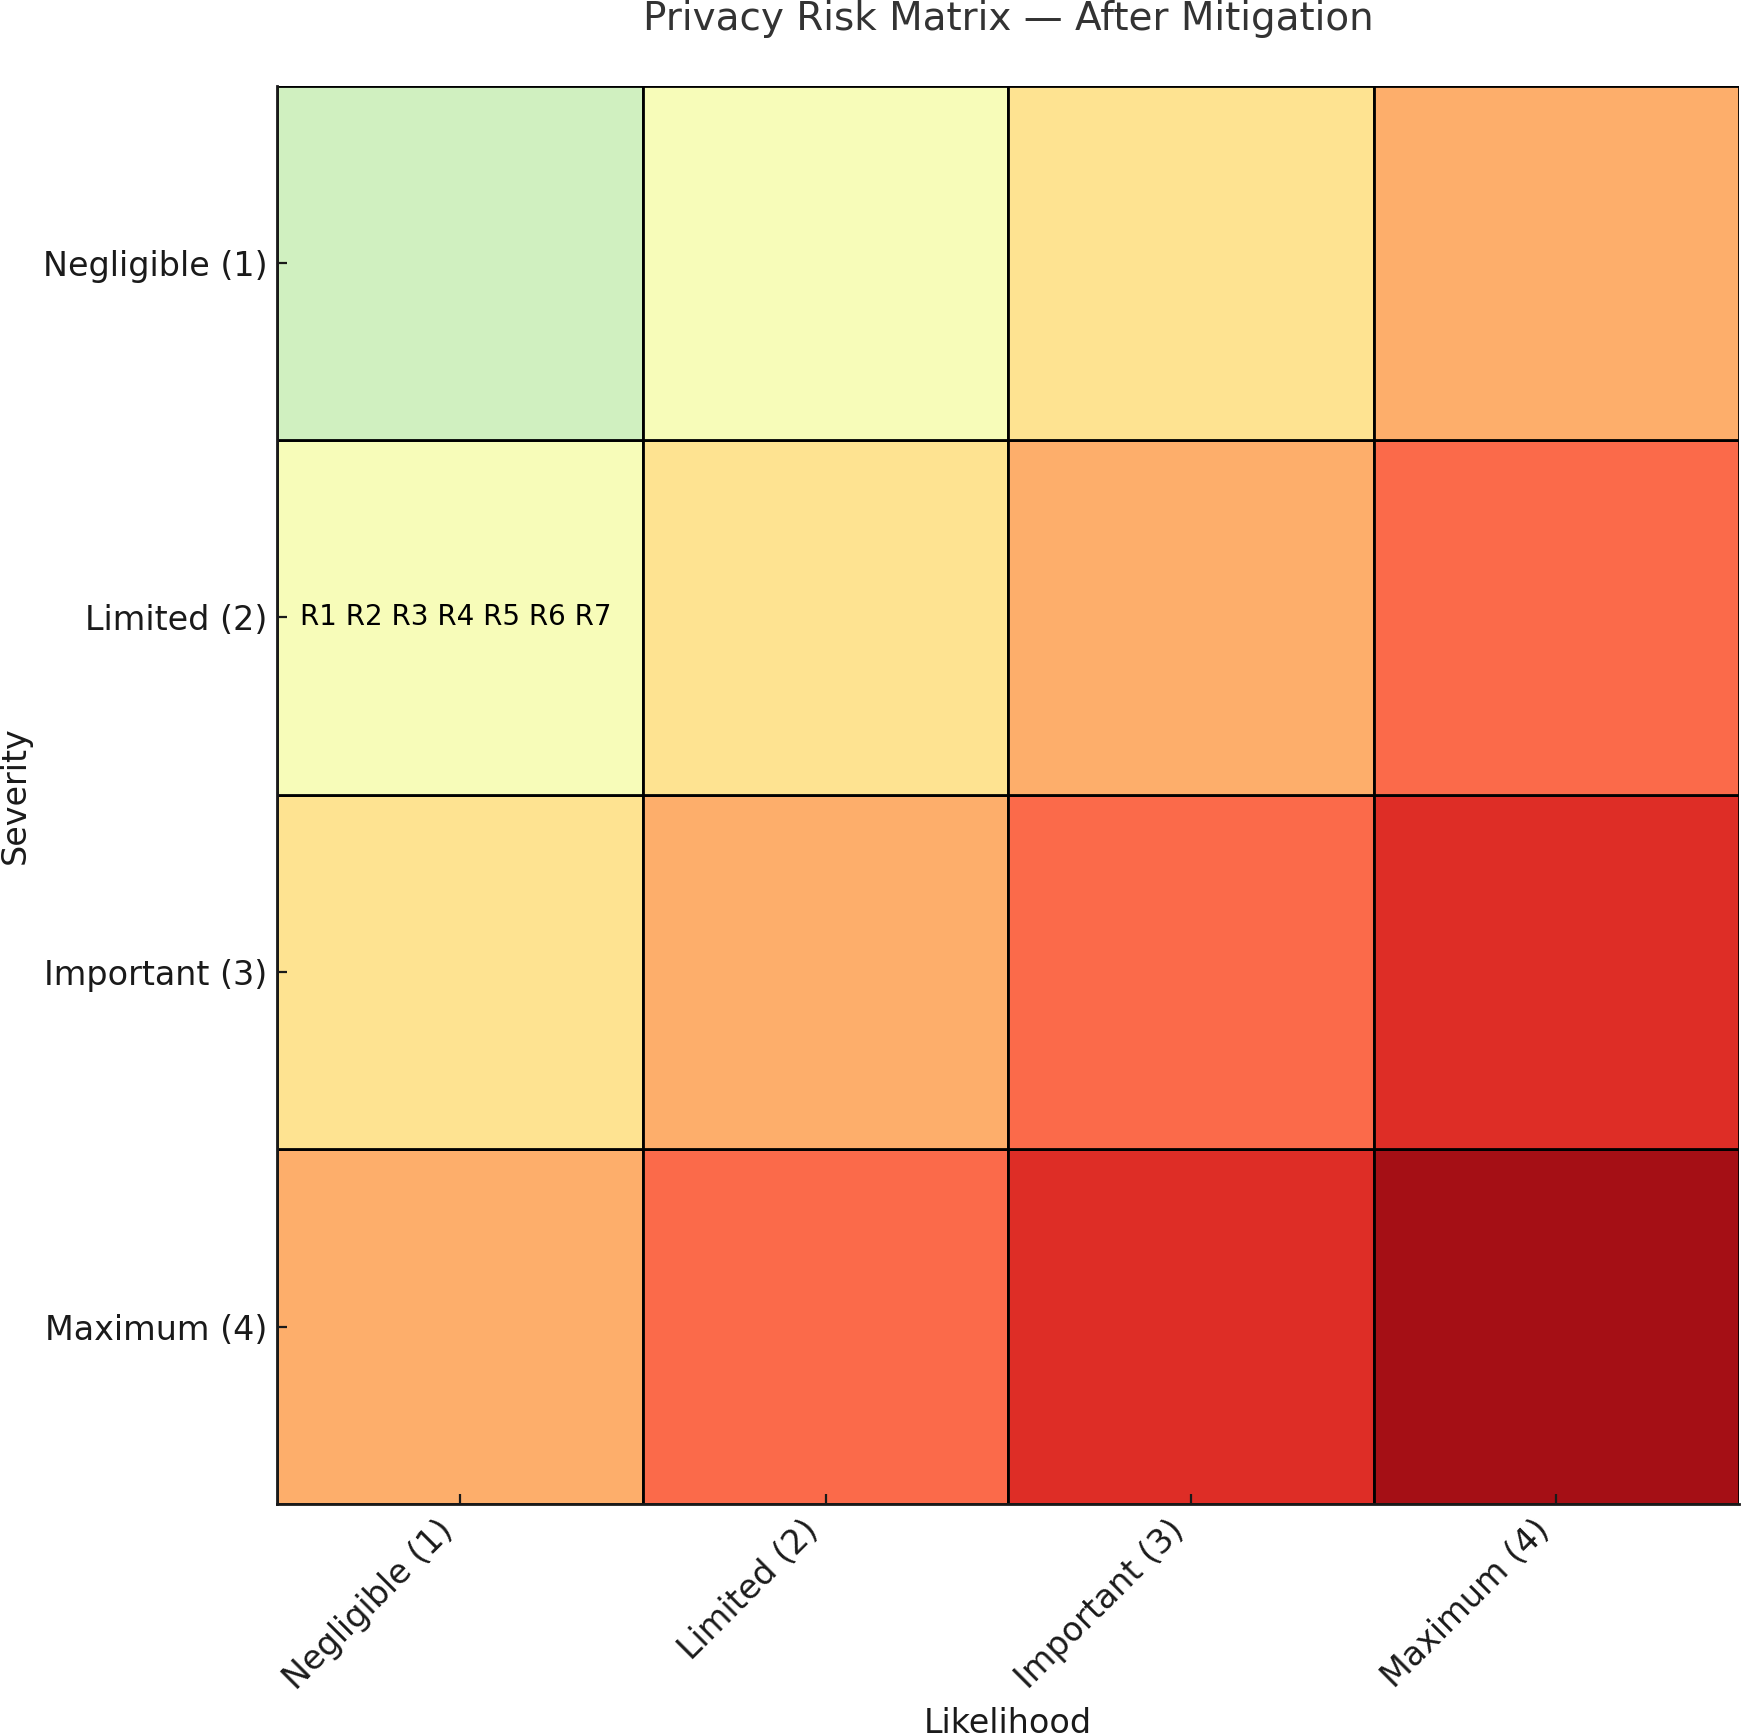 Privacy Risk Matrix — After Mitigation
Negligible (1)
Limited (2)
R1 R2 R3 R4 R5 R6 R7
Severity
Important (3)
Maximum (4)
Negligible (1)
Limited (2)
Important (3)
Maximum (4)
Likelihood